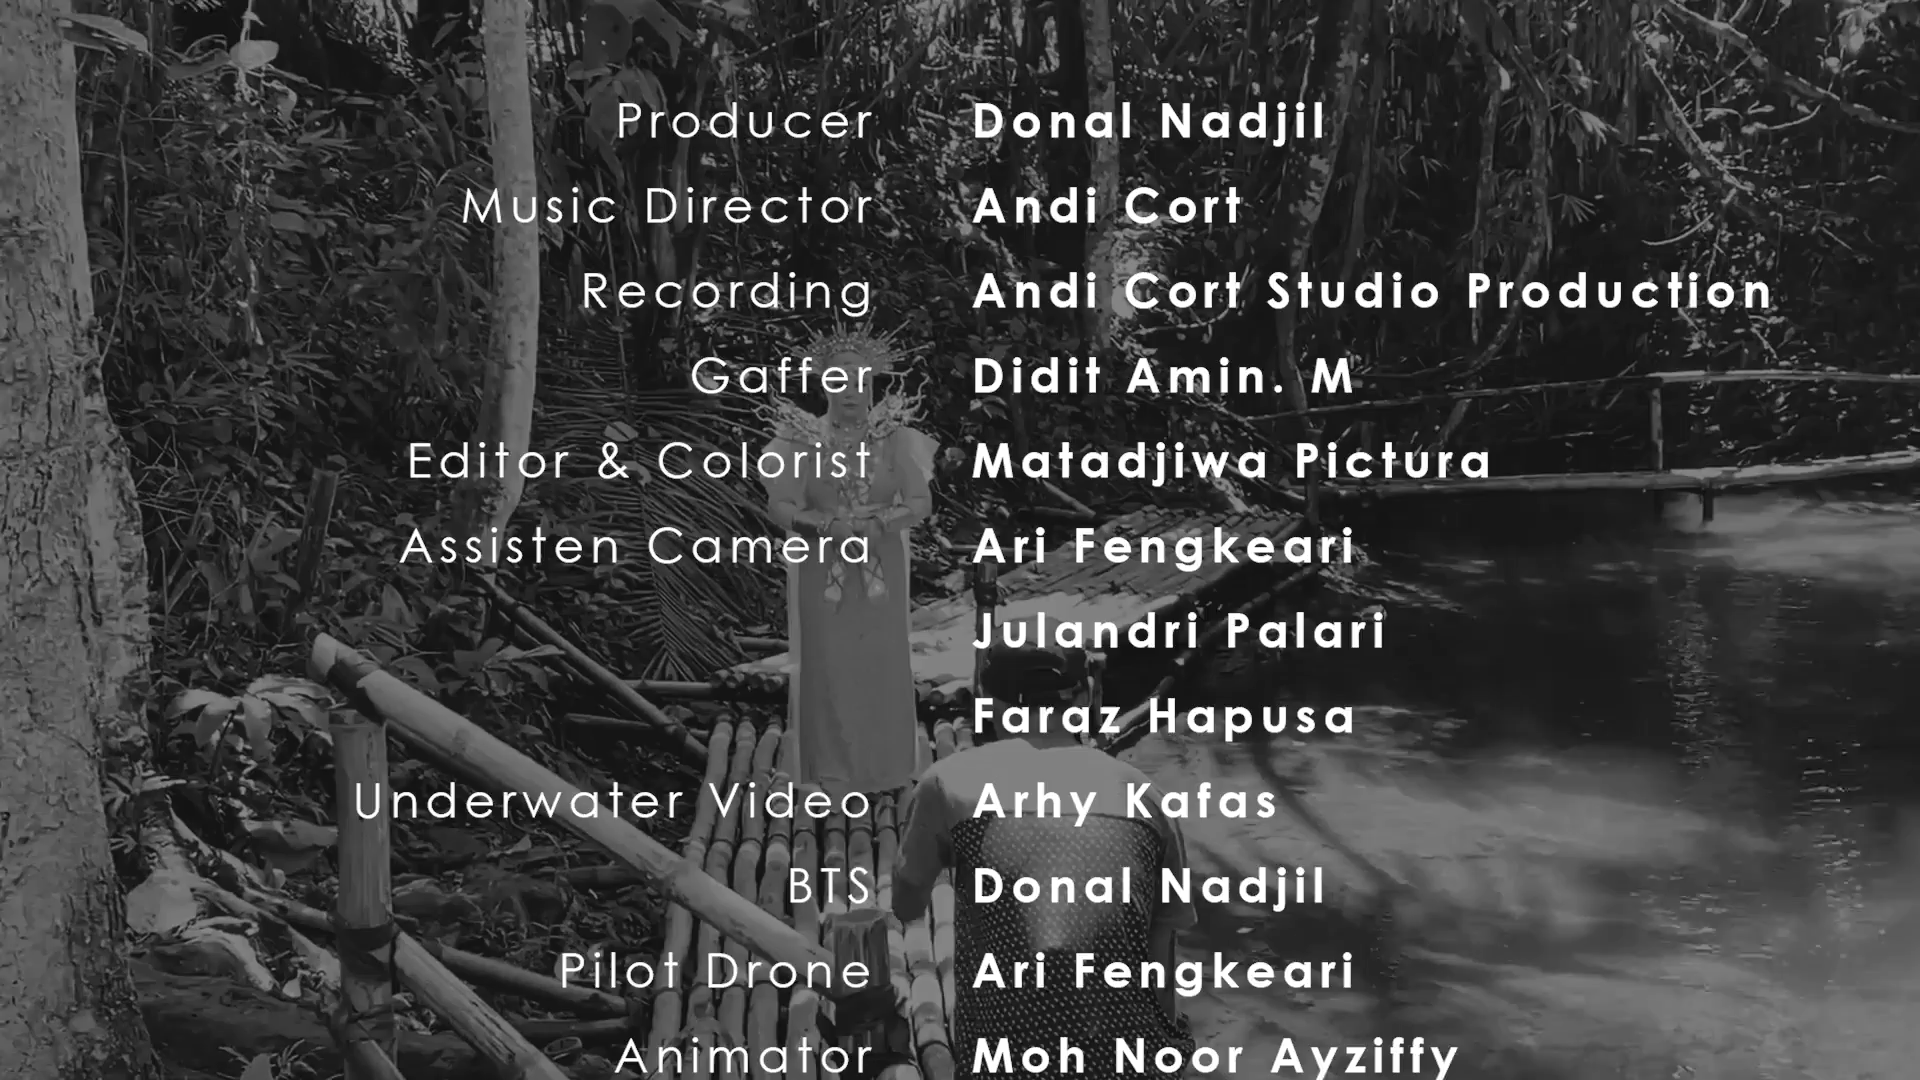 Producer Donal Nadjil
Music Director Andi Cort
Recording Andi Cort Studio Production
Gaffer Didit Amin. M
Editor & Colorist Matadjiwa Pictura
Assisten Camera Ari Fengkeari
Julandri Palari
Faraz Hapusa
Underwater Video Arhy Kafas
BTS Donal Nadjil
Pilot Drone Ari Fengkeari
Animator Moh Noor Ayziffy